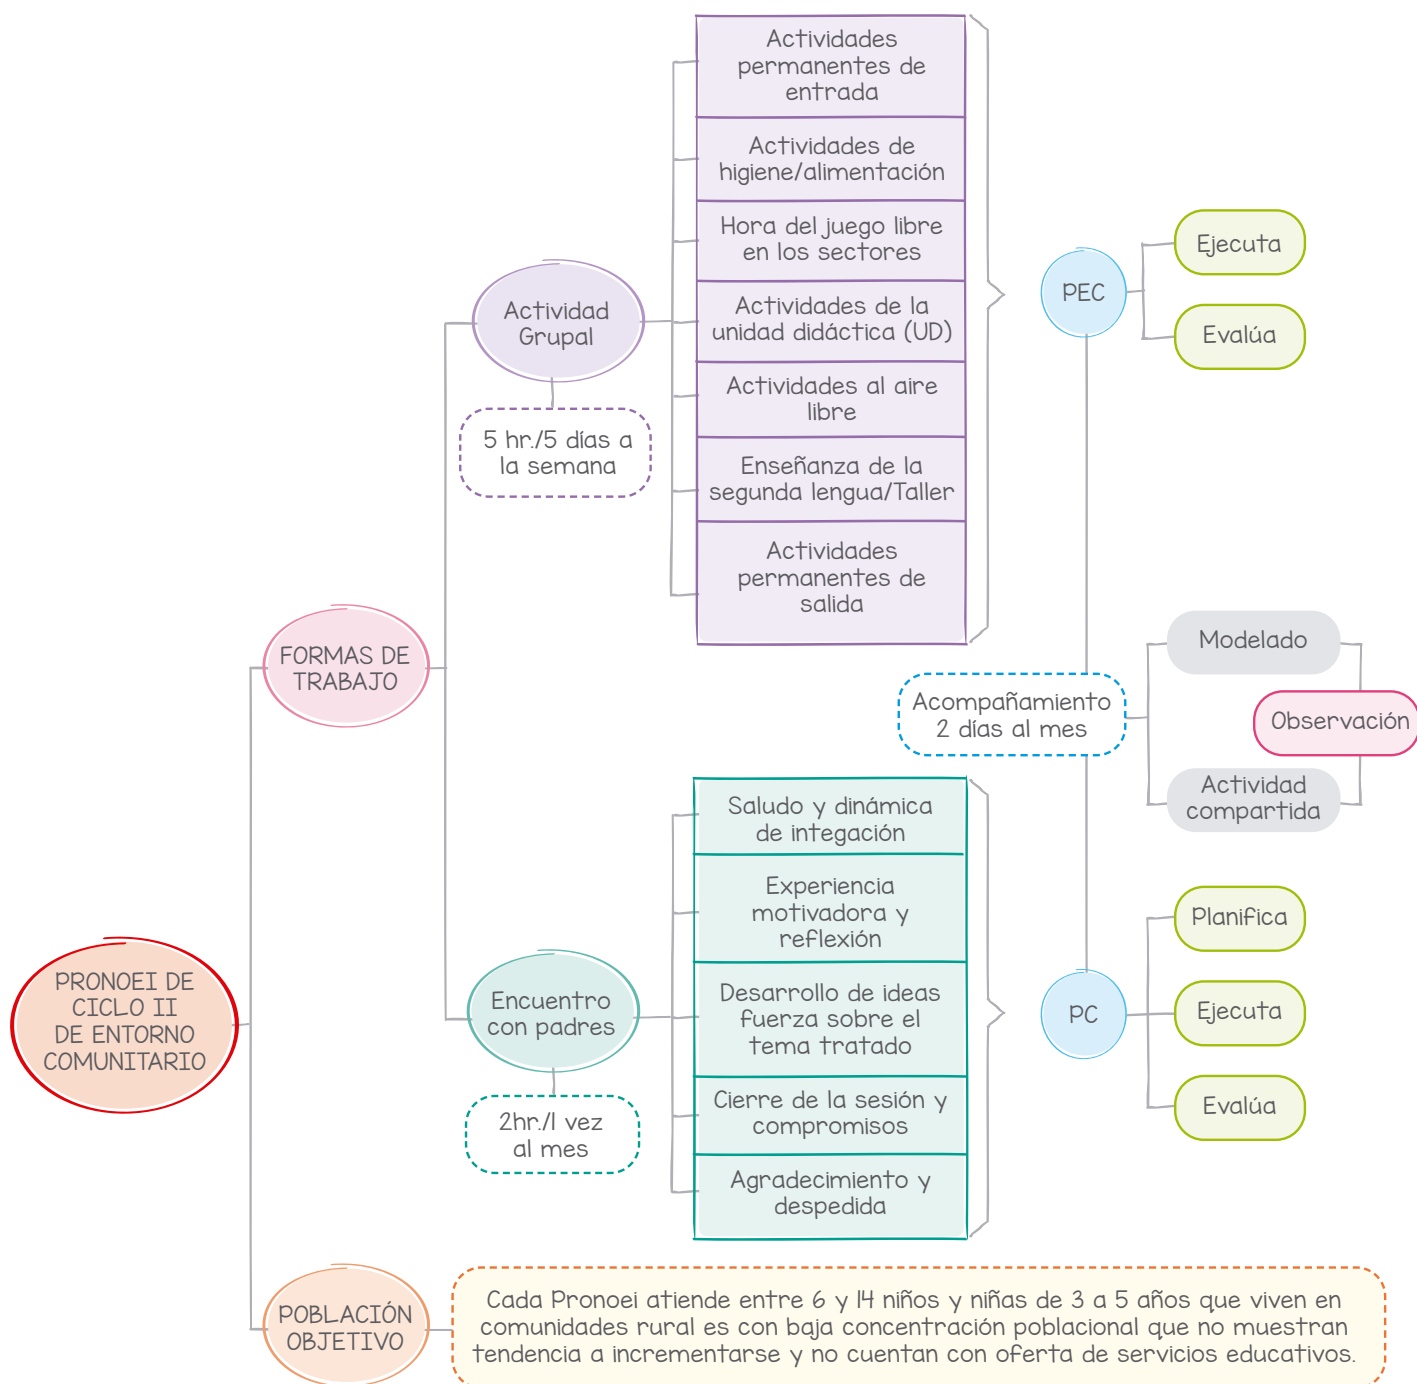 Actividades
permanentes de
entrada
Actividades de
higiene/alimentación
Hora del juego libre
en los sectores
Actividades de la
unidad didáctica (UD)
Actividades al aire
libre
Enseñanza de la
segunda lengua/Taller
Actividades
permanentes de
salida
Actividad
Grupal
5 hr./5 días a
la semana
PEC
Ejecuta
Evalúa
FORMAS DE
TRABAJO
Acompañamiento
2 días al mes
Modelado
Observación
Actividad
compartida
Saludo y dinámica
de integación
Experiencia
motivadora y
reflexión
Desarrollo de ideas
fuerza sobre el
tema tratado
Cierre de la sesión y
compromisos
Agradecimiento y
despedida
Encuentro
con padres
2hr./1 vez
al mes
PC
Planifica
Ejecuta
Evalúa
PRONOEI DE
CICLO II
DE ENTORNO
COMUNITARIO
POBLACIÓN
OBJETIVO
Cada Pronoei atiende entre 6 y 14 niños y niñas de 3 a 5 años que viven en
comunidades rural es con baja concentración poblacional que no muestran
tendencia a incrementarse y no cuentan con oferta de servicios educativos.